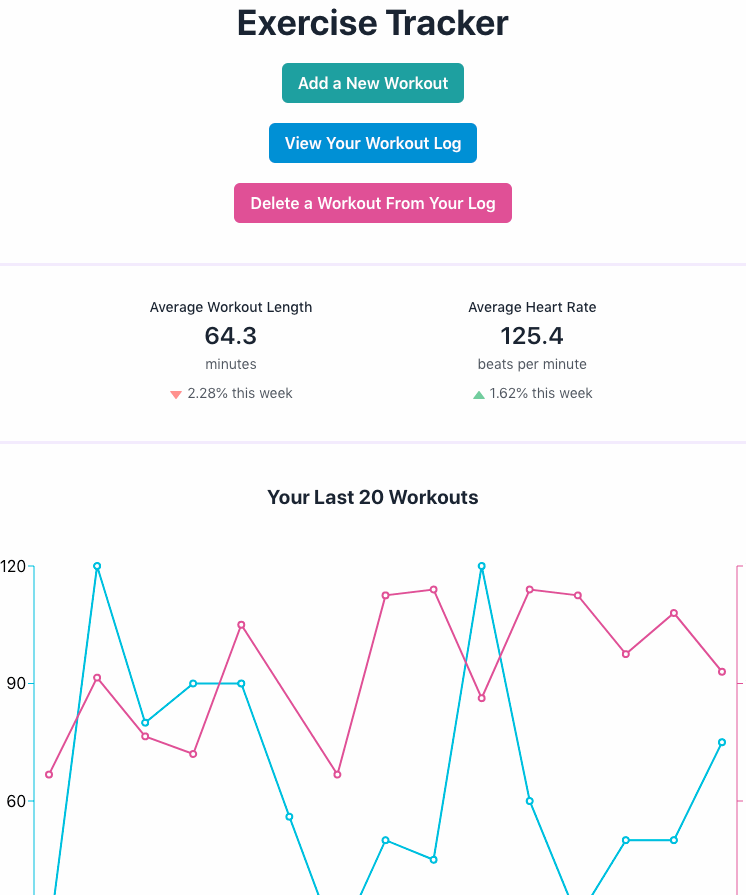 Exercise Tracker
Add a New Workout
View Your Workout Log
Delete a Workout From Your Log
Average Workout Length
64.3
minutes
2.28% this week
Average Heart Rate
125.4
beats per minute
1.62% this week
Your Last 20 Workouts
120
90
60